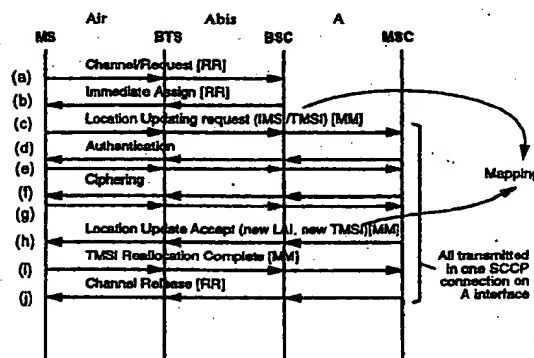 Air Abis A
MS BTS BSC MSC
(a) Channel/Request [RR]
(b) Immediate Assign [RR]
(c) Location Updating request (IMS/TMSI) [MM]
(d) Authentication
(e)
Mapping
(f) Ciphering
(g)
(h) Location Update Accept (new LAI, new TMSI)[MM]
(i) TMSI Reallocation Complete [MM]
(j) Channel Release [RR]
All transmitted
in one SCCP
connection on
A interface